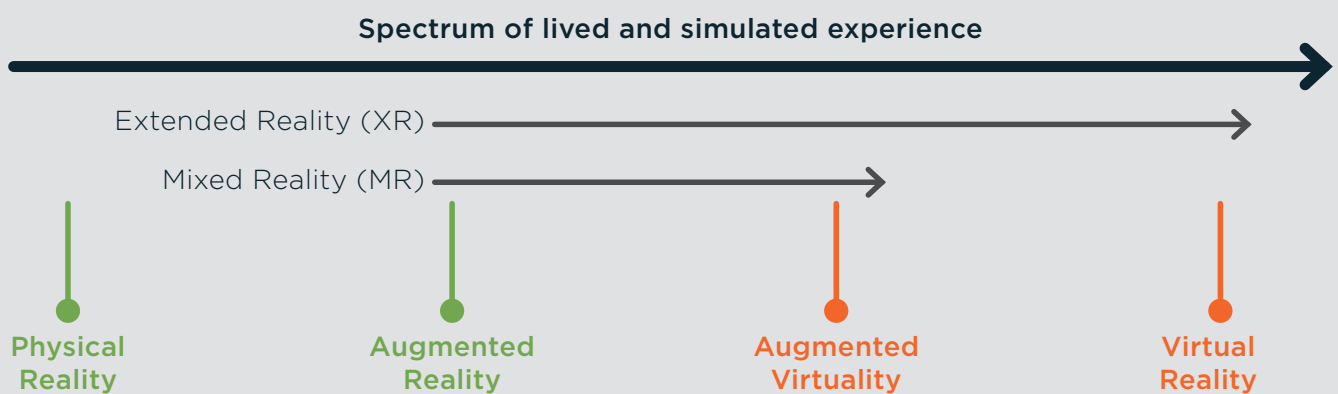 Spectrum of lived and simulated experience
Extended Reality (XR)
Mixed Reality (MR)
Physical
Reality
Augmented
Reality
Augmented
Virtuality
Virtual
Reality